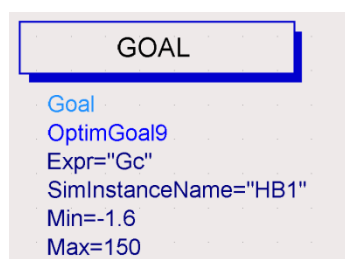 GOAL
Goal
OptimGoal9
Expr="Gc"
SimInstanceName="HB1"
Min=-1.6
Max=150